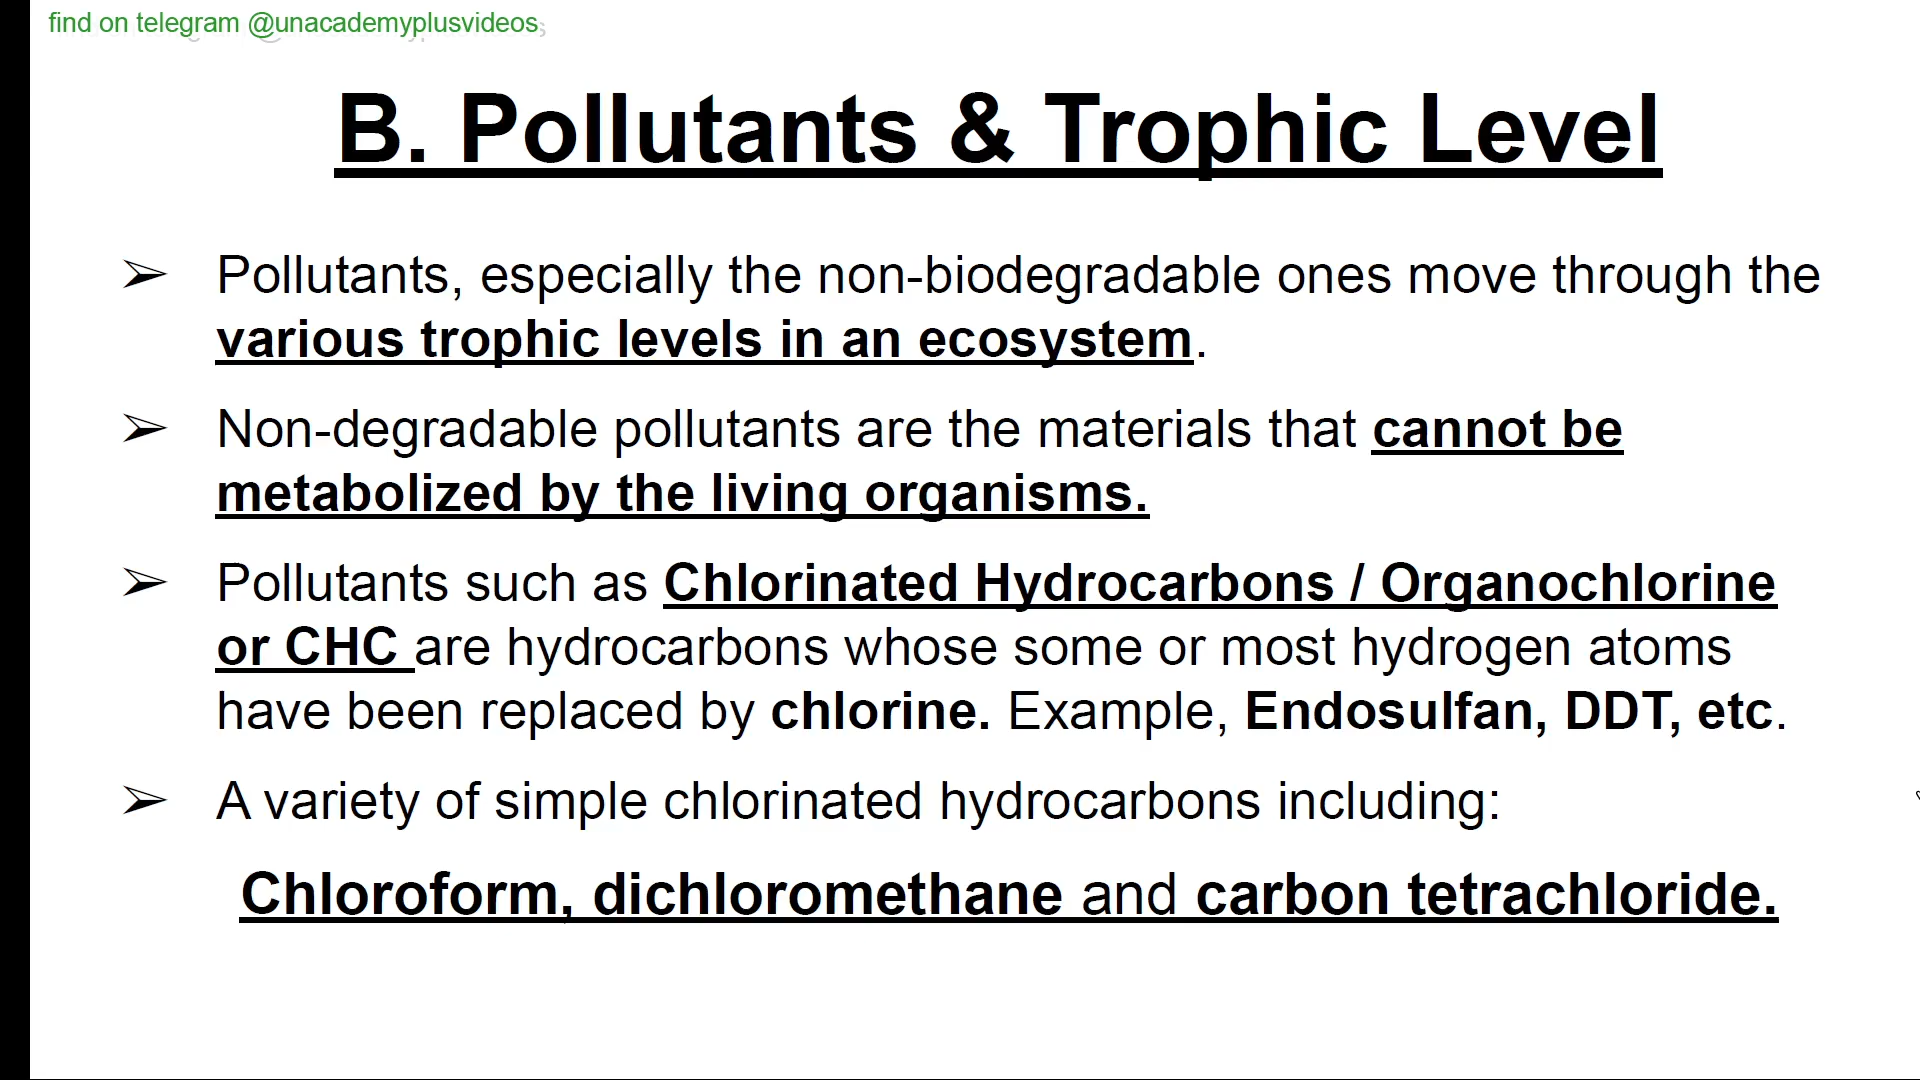 find on telegram @unacademyplusvideos
B. Pollutants & Trophic Level
➢ Pollutants, especially the non-biodegradable ones move through the
various trophic levels in an ecosystem.
➢ Non-degradable pollutants are the materials that cannot be
metabolized by the living organisms.
➢ Pollutants such as Chlorinated Hydrocarbons / Organochlorine
or CHC are hydrocarbons whose some or most hydrogen atoms
have been replaced by chlorine. Example, Endosulfan, DDT, etc.
➢ A variety of simple chlorinated hydrocarbons including:
Chloroform, dichloromethane and carbon tetrachloride.